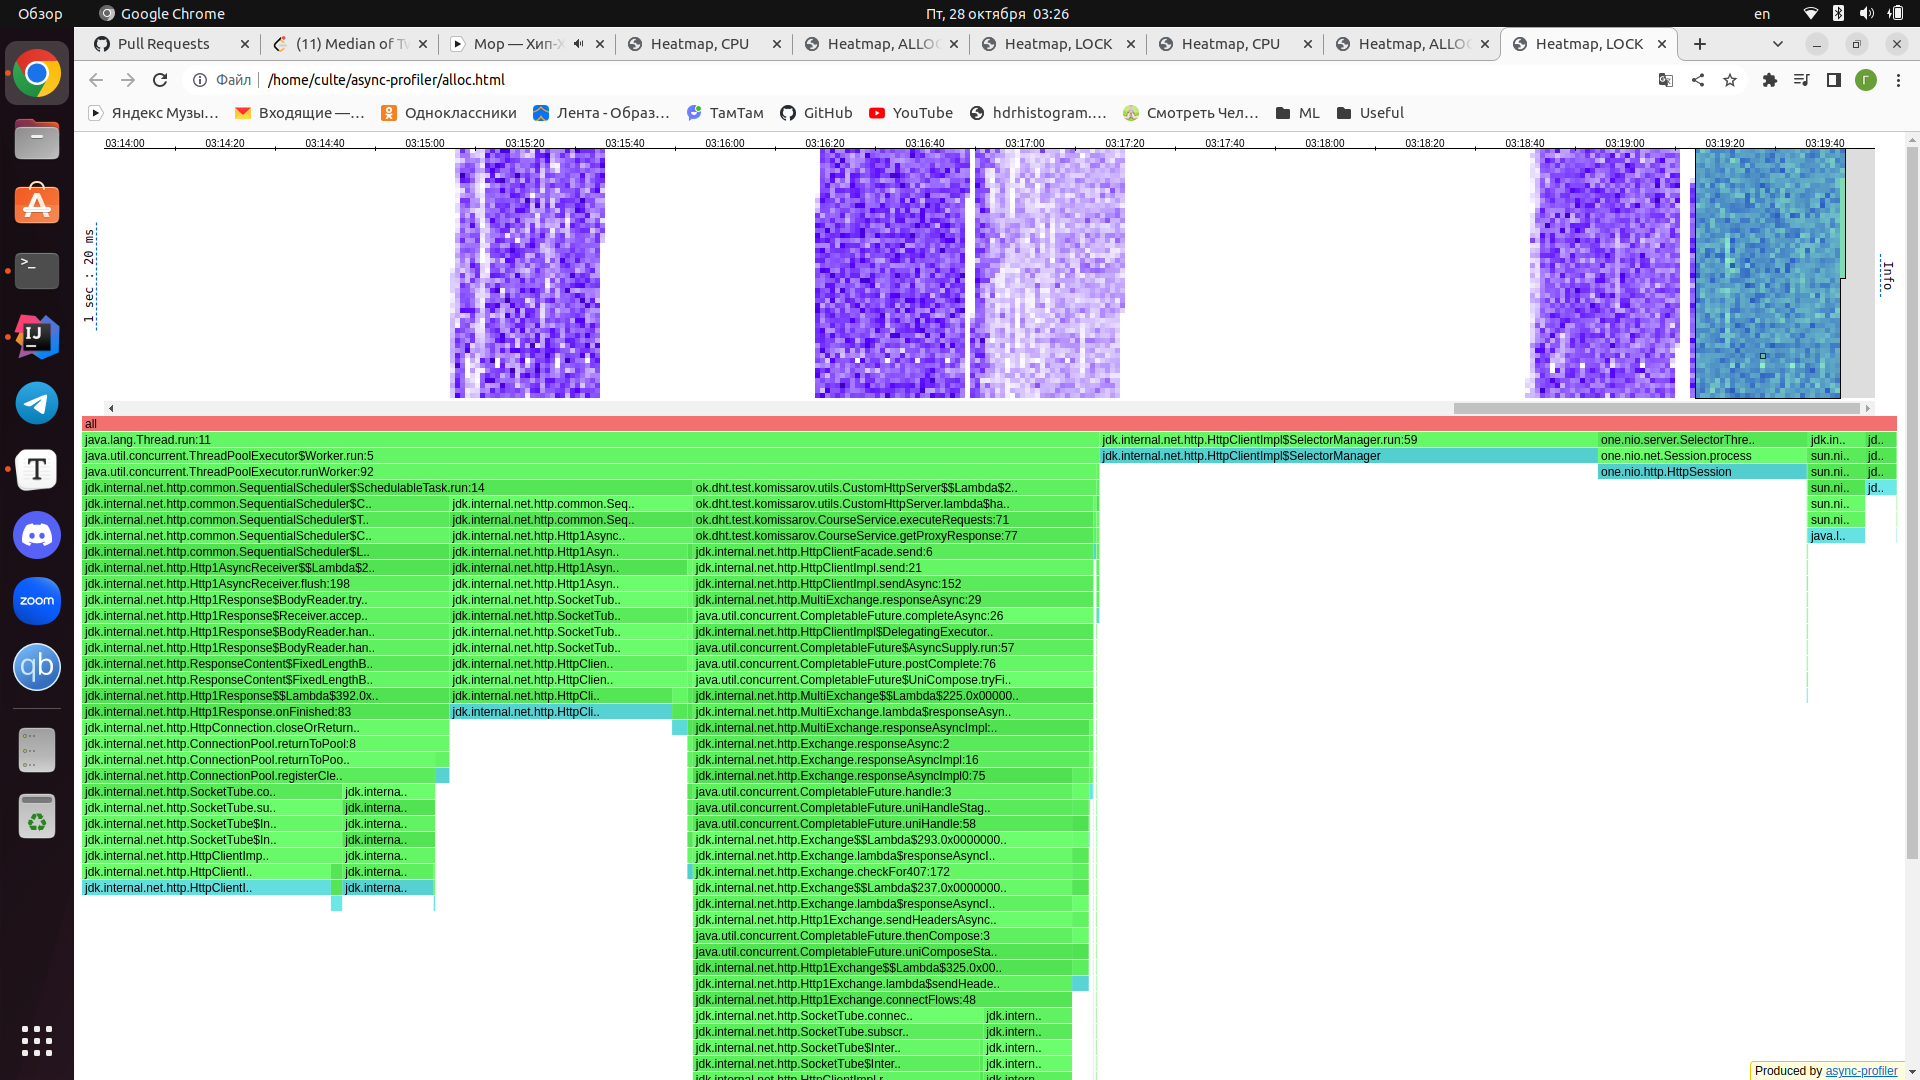 Обзор
Google Chrome
Пт, 28 октября 03:26
en
Pull Requests
(11) Median of Tw
Мор — Хип-Х
Heatmap, CPU
Heatmap, ALLOC
Heatmap, LOCK
Heatmap, CPU
Heatmap, ALLOC
Heatmap, LOCK
Файл
/home/culte/async-profiler/alloc.html
Г
Яндекс Музы…
Входящие —…
Одноклассники
Лента - Образ…
ТамТам
GitHub
YouTube
hdrhistogram.…
Смотреть Чел…
ML
Useful
03:14:00 03:14:20 03:14:40 03:15:00 03:15:20 03:15:40 03:16:00 03:16:20 03:16:40 03:17:00 03:17:20 03:17:40 03:18:00 03:18:20 03:18:40 03:19:00 03:19:20 03:19:40
1 sec : 20 ms
Info
all
java.lang.Thread.run:11 jdk.internal.net.http.HttpClientImpl$SelectorManager.run:59 one.nio.server.SelectorThre.. jdk.in.. jd..
java.util.concurrent.ThreadPoolExecutor$Worker.run:5 jdk.internal.net.http.HttpClientImpl$SelectorManager one.nio.net.Session.process sun.ni.. jd..
java.util.concurrent.ThreadPoolExecutor.runWorker:92 one.nio.http.HttpSession sun.ni.. jd..
jdk.internal.net.http.common.SequentialScheduler$SchedulableTask.run:14 ok.dht.test.komissarov.utils.CustomHttpServer$$Lambda$2.. sun.ni.. jd..
jdk.internal.net.http.common.SequentialScheduler$C.. jdk.internal.net.http.common.Seq.. ok.dht.test.komissarov.utils.CustomHttpServer.lambda$ha.. sun.ni..
jdk.internal.net.http.common.SequentialScheduler$T.. jdk.internal.net.http.common.Seq.. ok.dht.test.komissarov.CourseService.executeRequests:71 sun.ni..
jdk.internal.net.http.common.SequentialScheduler$C.. jdk.internal.net.http.Http1Async.. ok.dht.test.komissarov.CourseService.getProxyResponse:77 java.l..
jdk.internal.net.http.common.SequentialScheduler$L.. jdk.internal.net.http.Http1Asyn.. jdk.internal.net.http.HttpClientFacade.send:6
jdk.internal.net.http.Http1AsyncReceiver$$Lambda$2.. jdk.internal.net.http.Http1Asyn.. jdk.internal.net.http.HttpClientImpl.send:21
jdk.internal.net.http.Http1AsyncReceiver.flush:198 jdk.internal.net.http.Http1Asyn.. jdk.internal.net.http.HttpClientImpl.sendAsync:152
jdk.internal.net.http.Http1Response$BodyReader.try.. jdk.internal.net.http.SocketTub.. jdk.internal.net.http.MultiExchange.responseAsync:29
jdk.internal.net.http.Http1Response$Receiver.accep.. jdk.internal.net.http.SocketTub.. java.util.concurrent.CompletableFuture.completeAsync:26
jdk.internal.net.http.Http1Response$BodyReader.han.. jdk.internal.net.http.SocketTub.. jdk.internal.net.http.HttpClientImpl$DelegatingExecutor..
jdk.internal.net.http.Http1Response$BodyReader.han.. jdk.internal.net.http.SocketTub.. java.util.concurrent.CompletableFuture$AsyncSupply.run:57
jdk.internal.net.http.ResponseContent$FixedLengthB.. jdk.internal.net.http.HttpClien.. java.util.concurrent.CompletableFuture.postComplete:76
jdk.internal.net.http.ResponseContent$FixedLengthB.. jdk.internal.net.http.HttpClien.. java.util.concurrent.CompletableFuture$UniCompose.tryFi..
jdk.internal.net.http.Http1Response$$Lambda$392.0x.. jdk.internal.net.http.HttpCli.. jdk.internal.net.http.MultiExchange$$Lambda$225.0x00000..
jdk.internal.net.http.Http1Response.onFinished:83 jdk.internal.net.http.HttpCli.. jdk.internal.net.http.MultiExchange.lambda$responseAsyn..
jdk.internal.net.http.HttpConnection.closeOrReturn.. jdk.internal.net.http.MultiExchange.responseAsyncImpl:..
jdk.internal.net.http.ConnectionPool.returnToPool:8 jdk.internal.net.http.Exchange.responseAsync:2
jdk.internal.net.http.ConnectionPool.returnToPoo.. jdk.internal.net.http.Exchange.responseAsyncImpl:16
jdk.internal.net.http.ConnectionPool.registerCle.. jdk.internal.net.http.Exchange.responseAsyncImpl0:75
jdk.internal.net.http.SocketTube.co.. jdk.interna.. java.util.concurrent.CompletableFuture.handle:3
jdk.internal.net.http.SocketTube.su.. jdk.interna.. java.util.concurrent.CompletableFuture.uniHandleStag..
jdk.internal.net.http.SocketTube$In.. jdk.interna.. java.util.concurrent.CompletableFuture.uniHandle:58
jdk.internal.net.http.SocketTube$In.. jdk.interna.. jdk.internal.net.http.Exchange$$Lambda$293.0x0000000..
jdk.internal.net.http.HttpClientImp.. jdk.interna.. jdk.internal.net.http.Exchange.lambda$responseAsyncI..
jdk.internal.net.http.HttpClientI.. jdk.interna.. jdk.internal.net.http.Exchange.checkFor407:172
jdk.internal.net.http.HttpClientI.. jdk.interna.. jdk.internal.net.http.Exchange$$Lambda$237.0x0000000..
jdk.internal.net.http.Exchange.lambda$responseAsyncI..
jdk.internal.net.http.Http1Exchange.sendHeadersAsync..
java.util.concurrent.CompletableFuture.thenCompose:3
java.util.concurrent.CompletableFuture.uniComposeSta..
jdk.internal.net.http.Http1Exchange$$Lambda$325.0x00..
jdk.internal.net.http.Http1Exchange.lambda$sendHeade..
jdk.internal.net.http.Http1Exchange.connectFlows:48
jdk.internal.net.http.SocketTube.connec.. jdk.intern..
jdk.internal.net.http.SocketTube.subscr.. jdk.intern..
jdk.internal.net.http.SocketTube$Inter.. jdk.intern..
jdk.internal.net.http.SocketTube$Inter.. jdk.intern..
jdk.internal.net.http.HttpClientImpl.r.. jdk.intern..
Produced by async-profiler
>_
IJ
T
zoom
qb